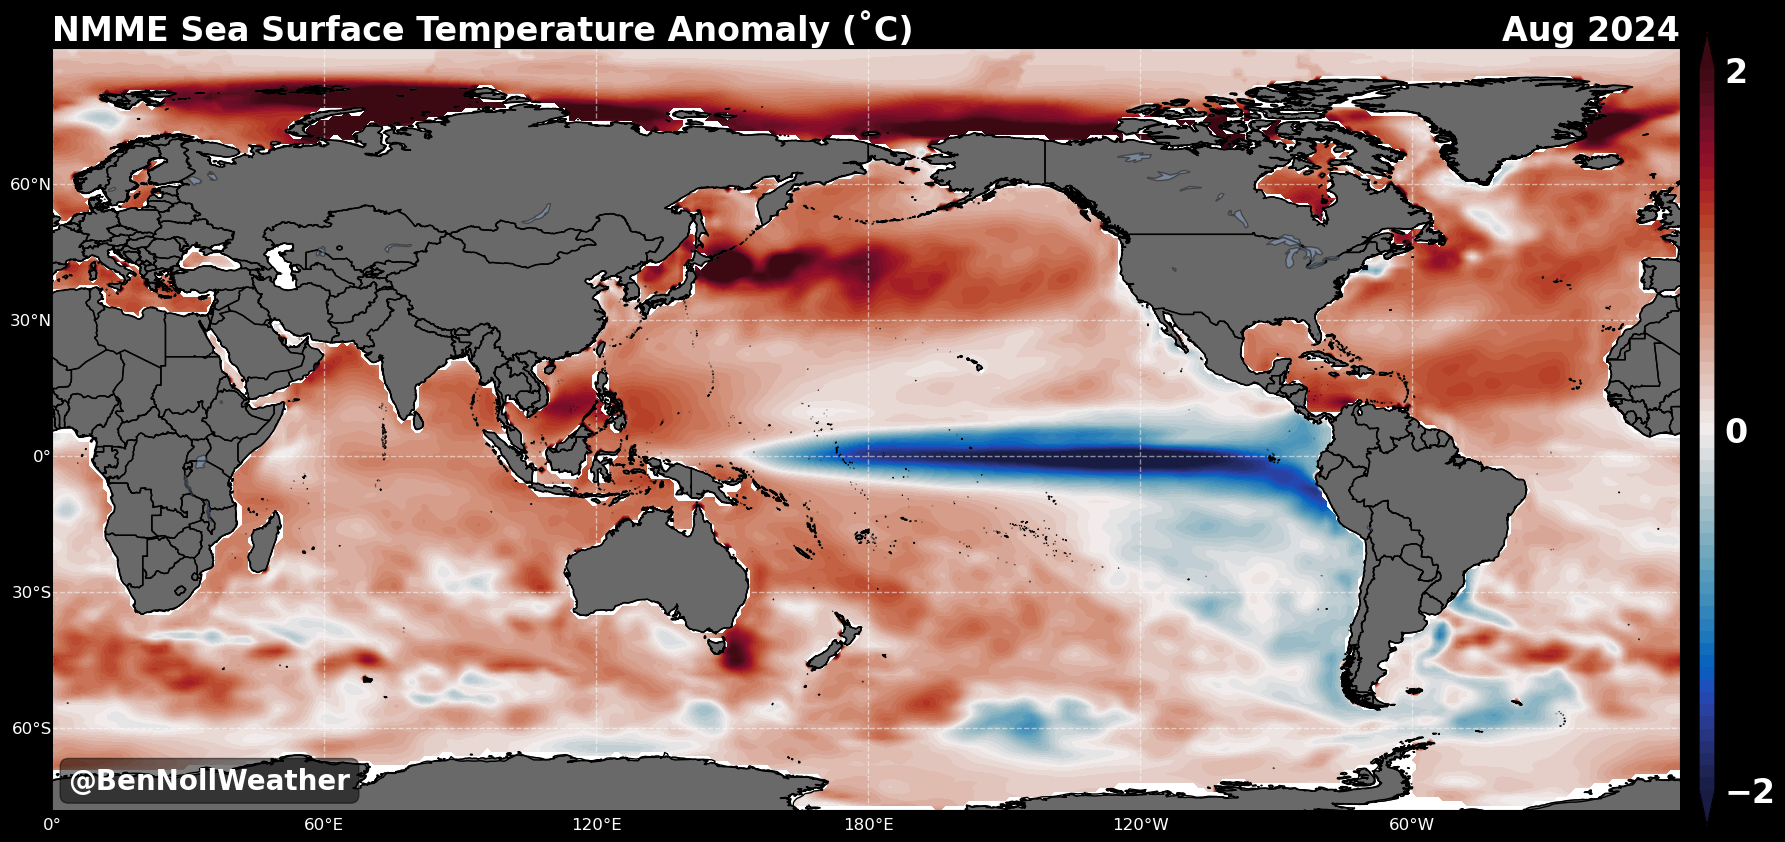 NMME Sea Surface Temperature Anomaly (˚C)
Aug 2024
2
0
−2
60°N
30°N
0°
30°S
60°S
@BenNollWeather
0°
60°E
120°E
180°E
120°W
60°W